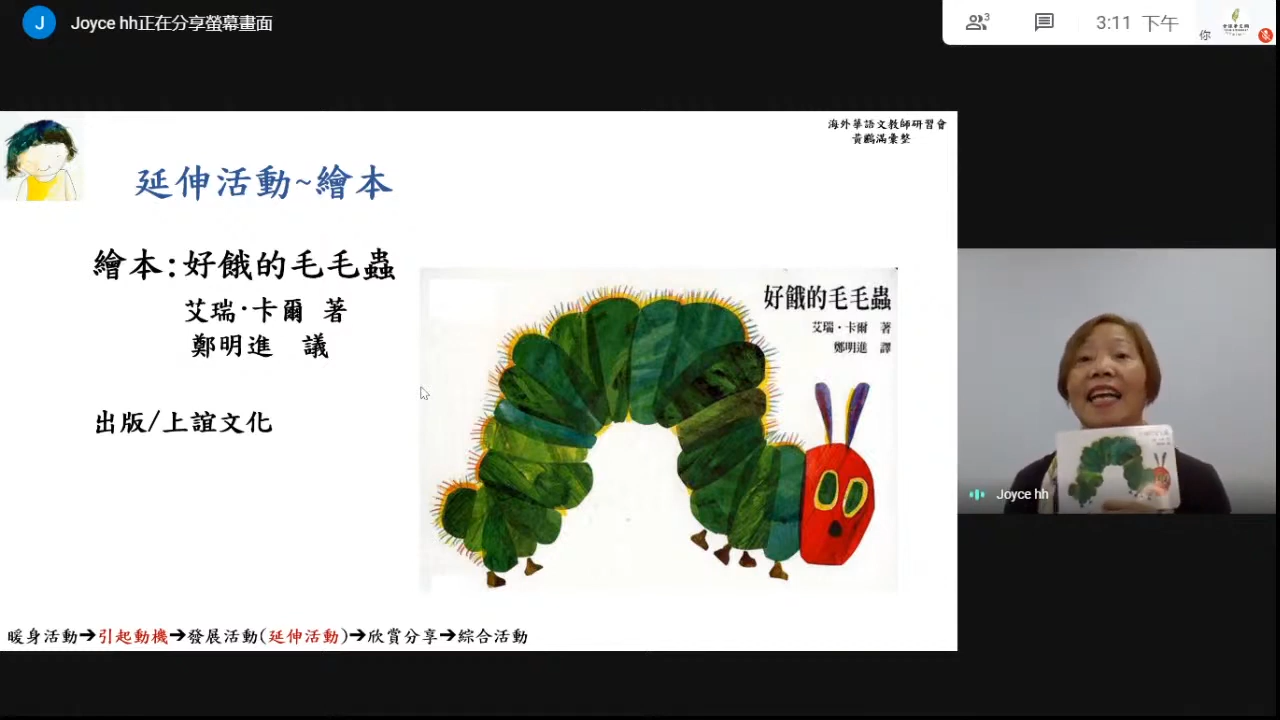 J
Joyce hh正在分享螢幕畫面
3
3:11 下午
你
海外華語文教師研習會
黃鷗滿彙整
延伸活動~繪本
繪本:好餓的毛毛蟲
艾瑞·卡爾 著
鄭明進 議
出版/上誼文化
好餓的毛毛蟲
艾瑞・卡爾 著
鄭明進 譯
Joyce hh
暖身活動➔引起動機➔發展活動(延伸活動)➔欣賞分享➔綜合活動